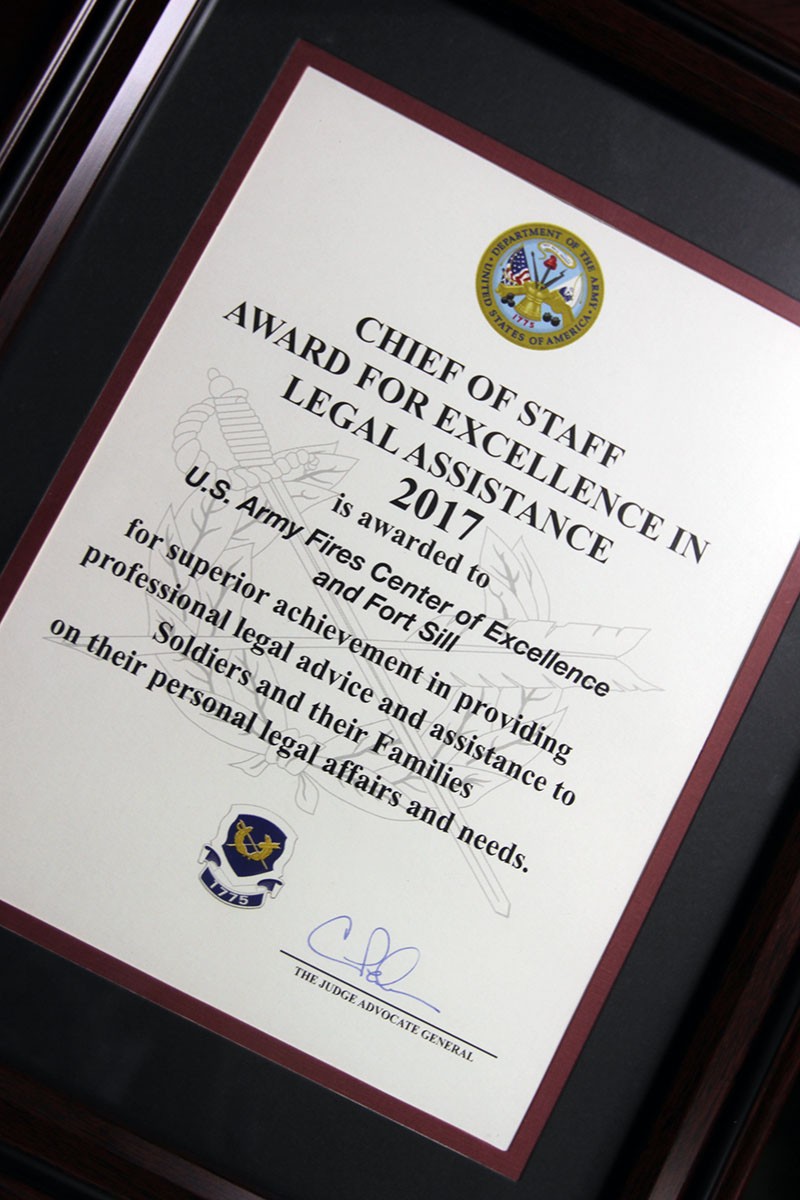 DEPARTMENT OF THE ARMY
UNITED STATES OF AMERICA
1775
CHIEF OF STAFF
AWARD FOR EXCELLENCE IN
LEGAL ASSISTANCE
2017
is awarded to
U.S. Army Fires Center of Excellence
and Fort Sill
for superior achievement in providing
professional legal advice and assistance to
Soldiers and their Families
on their personal legal affairs and needs.
1775
THE JUDGE ADVOCATE GENERAL